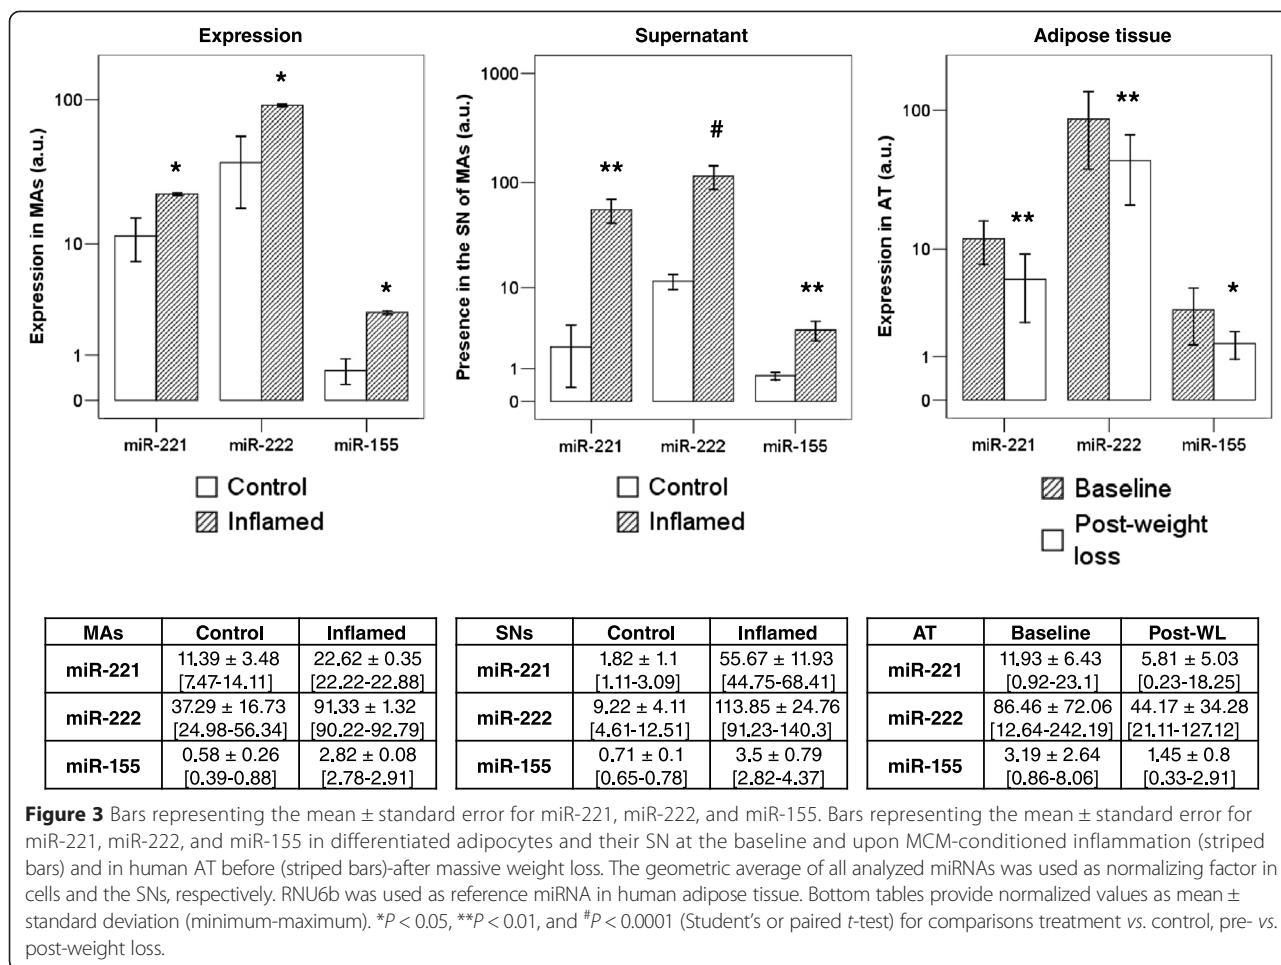 Expression
Supernatant
Adipose tissue
Expression in MAs (a.u.)
100
10
1
0
*
*
*
miR-221
miR-222
miR-155
Control
Inflamed
Presence in the SN of MAs (a.u.)
1000
100
10
1
0
**
#
**
miR-221
miR-222
miR-155
Control
Inflamed
Expression in AT (a.u.)
100
10
1
0
**
**
*
miR-221
miR-222
miR-155
Baseline
Post-weight
loss
MAs Control Inflamed
miR-221 11.39 ± 3.48 22.62 ± 0.35
[7.47-14.11] [22.22-22.88]
miR-222 37.29 ± 16.73 91.33 ± 1.32
[24.98-56.34] [90.22-92.79]
miR-155 0.58 ± 0.26 2.82 ± 0.08
[0.39-0.88] [2.78-2.91]
SNs Control Inflamed
miR-221 1.82 ± 1.1 55.67 ± 11.93
[1.11-3.09] [44.75-68.41]
miR-222 9.22 ± 4.11 113.85 ± 24.76
[4.61-12.51] [91.23-140.3]
miR-155 0.71 ± 0.1 3.5 ± 0.79
[0.65-0.78] [2.82-4.37]
AT Baseline Post-WL
miR-221 11.93 ± 6.43 5.81 ± 5.03
[0.92-23.1] [0.23-18.25]
miR-222 86.46 ± 72.06 44.17 ± 34.28
[12.64-242.19] [21.11-127.12]
miR-155 3.19 ± 2.64 1.45 ± 0.8
[0.86-8.06] [0.33-2.91]
Figure 3 Bars representing the mean ± standard error for miR-221, miR-222, and miR-155. Bars representing the mean ± standard error for
miR-221, miR-222, and miR-155 in differentiated adipocytes and their SN at the baseline and upon MCM-conditioned inflammation (striped
bars) and in human AT before (striped bars)-after massive weight loss. The geometric average of all analyzed miRNAs was used as normalizing factor in
cells and the SNs, respectively. RNU6b was used as reference miRNA in human adipose tissue. Bottom tables provide normalized values as mean ±
standard deviation (minimum-maximum). *P < 0.05, **P < 0.01, and #P < 0.0001 (Student's or paired t-test) for comparisons treatment vs. control, pre- vs.
post-weight loss.